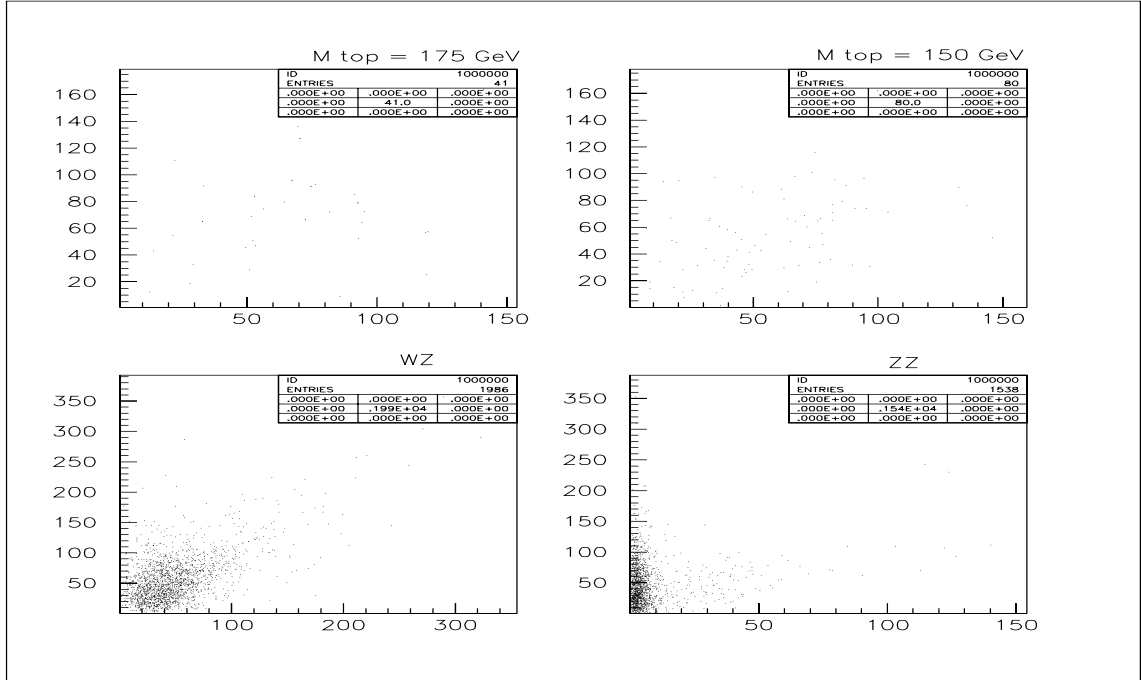 M top = 175 GeV
ID 1000000
ENTRIES 41
.000E+00 .000E+00 .000E+00
.000E+00 41.0 .000E+00
.000E+00 .000E+00 .000E+00
160
140
120
100
80
60
40
20
50 100 150
M top = 150 GeV
ID 1000000
ENTRIES 80
.000E+00 .000E+00 .000E+00
.000E+00 80.0 .000E+00
.000E+00 .000E+00 .000E+00
160
140
120
100
80
60
40
20
50 100 150
WZ
ID 1000000
ENTRIES 1986
.000E+00 .000E+00 .000E+00
.000E+00 .199E+04 .000E+00
.000E+00 .000E+00 .000E+00
350
300
250
200
150
100
50
100 200 300
ZZ
ID 1000000
ENTRIES 1538
.000E+00 .000E+00 .000E+00
.000E+00 .154E+04 .000E+00
.000E+00 .000E+00 .000E+00
350
300
250
200
150
100
50
50 100 150